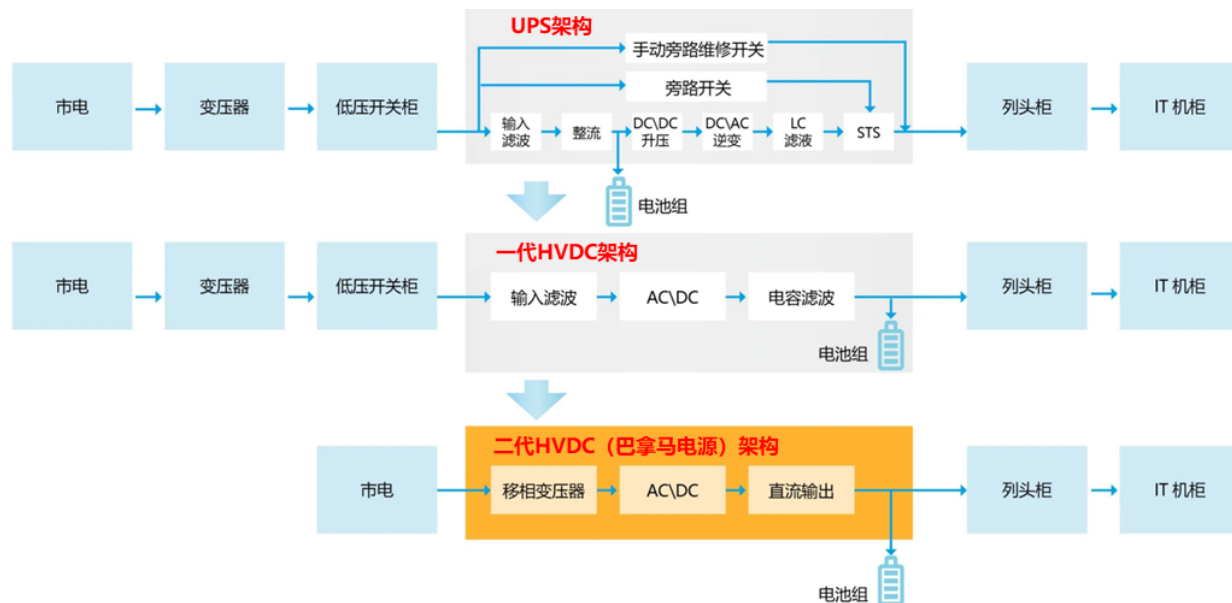 UPS架构
手动旁路维修开关
旁路开关
市电
变压器
低压开关柜
输入
滤波
整流
DC\DC
升压
DC\AC
逆变
LC
滤液
STS
列头柜
IT 机柜
电池组
一代HVDC架构
市电
变压器
低压开关柜
输入滤波
AC\DC
电容滤波
列头柜
IT 机柜
电池组
二代HVDC（巴拿马电源）架构
市电
移相变压器
AC\DC
直流输出
列头柜
IT 机柜
电池组